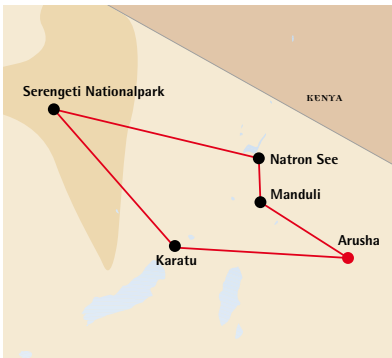 Serengeti Nationalpark
KENYA
Natron See
Manduli
Arusha
Karatu